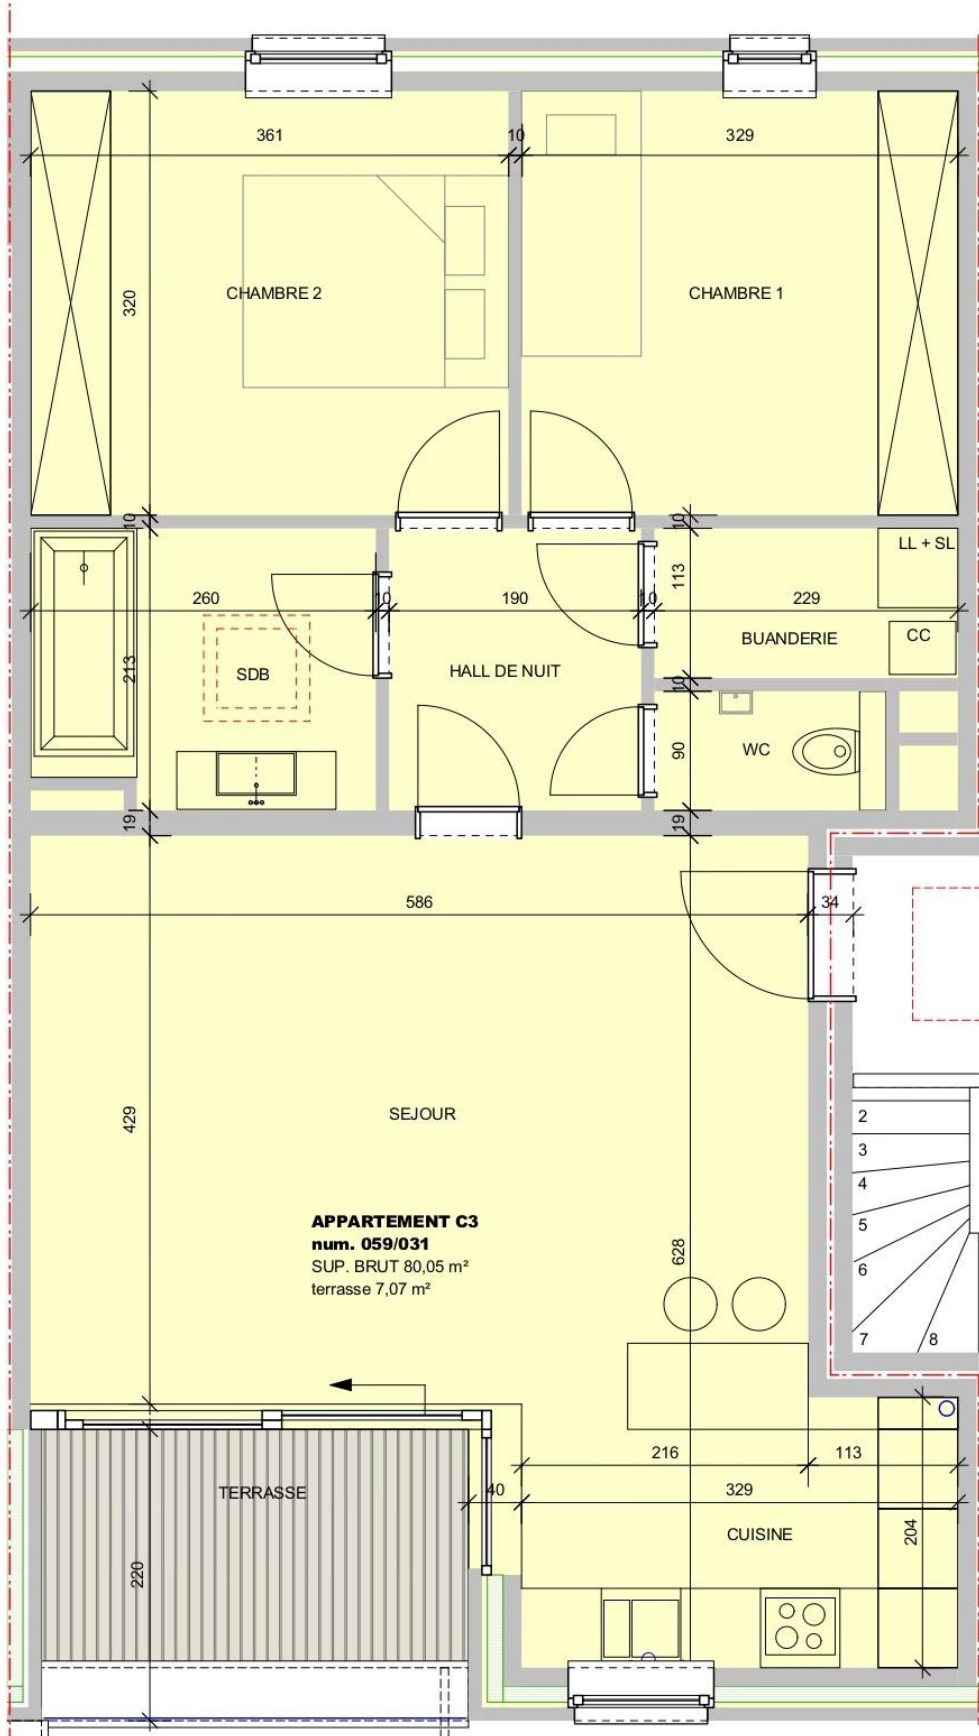 361
10
329
320
CHAMBRE 2
CHAMBRE 1
10
10
LL + SL
113
260
10
190
10
229
CC
BUANDERIE
213
SDB
HALL DE NUIT
10
WC
90
19
19
586
34
429
SEJOUR
2
3
4
5
6
7
8
APPARTEMENT C3
num. 059/031
SUP. BRUT 80,05 m²
terrasse 7,07 m²
628
216
113
TERRASSE
40
329
CUISINE
204
220